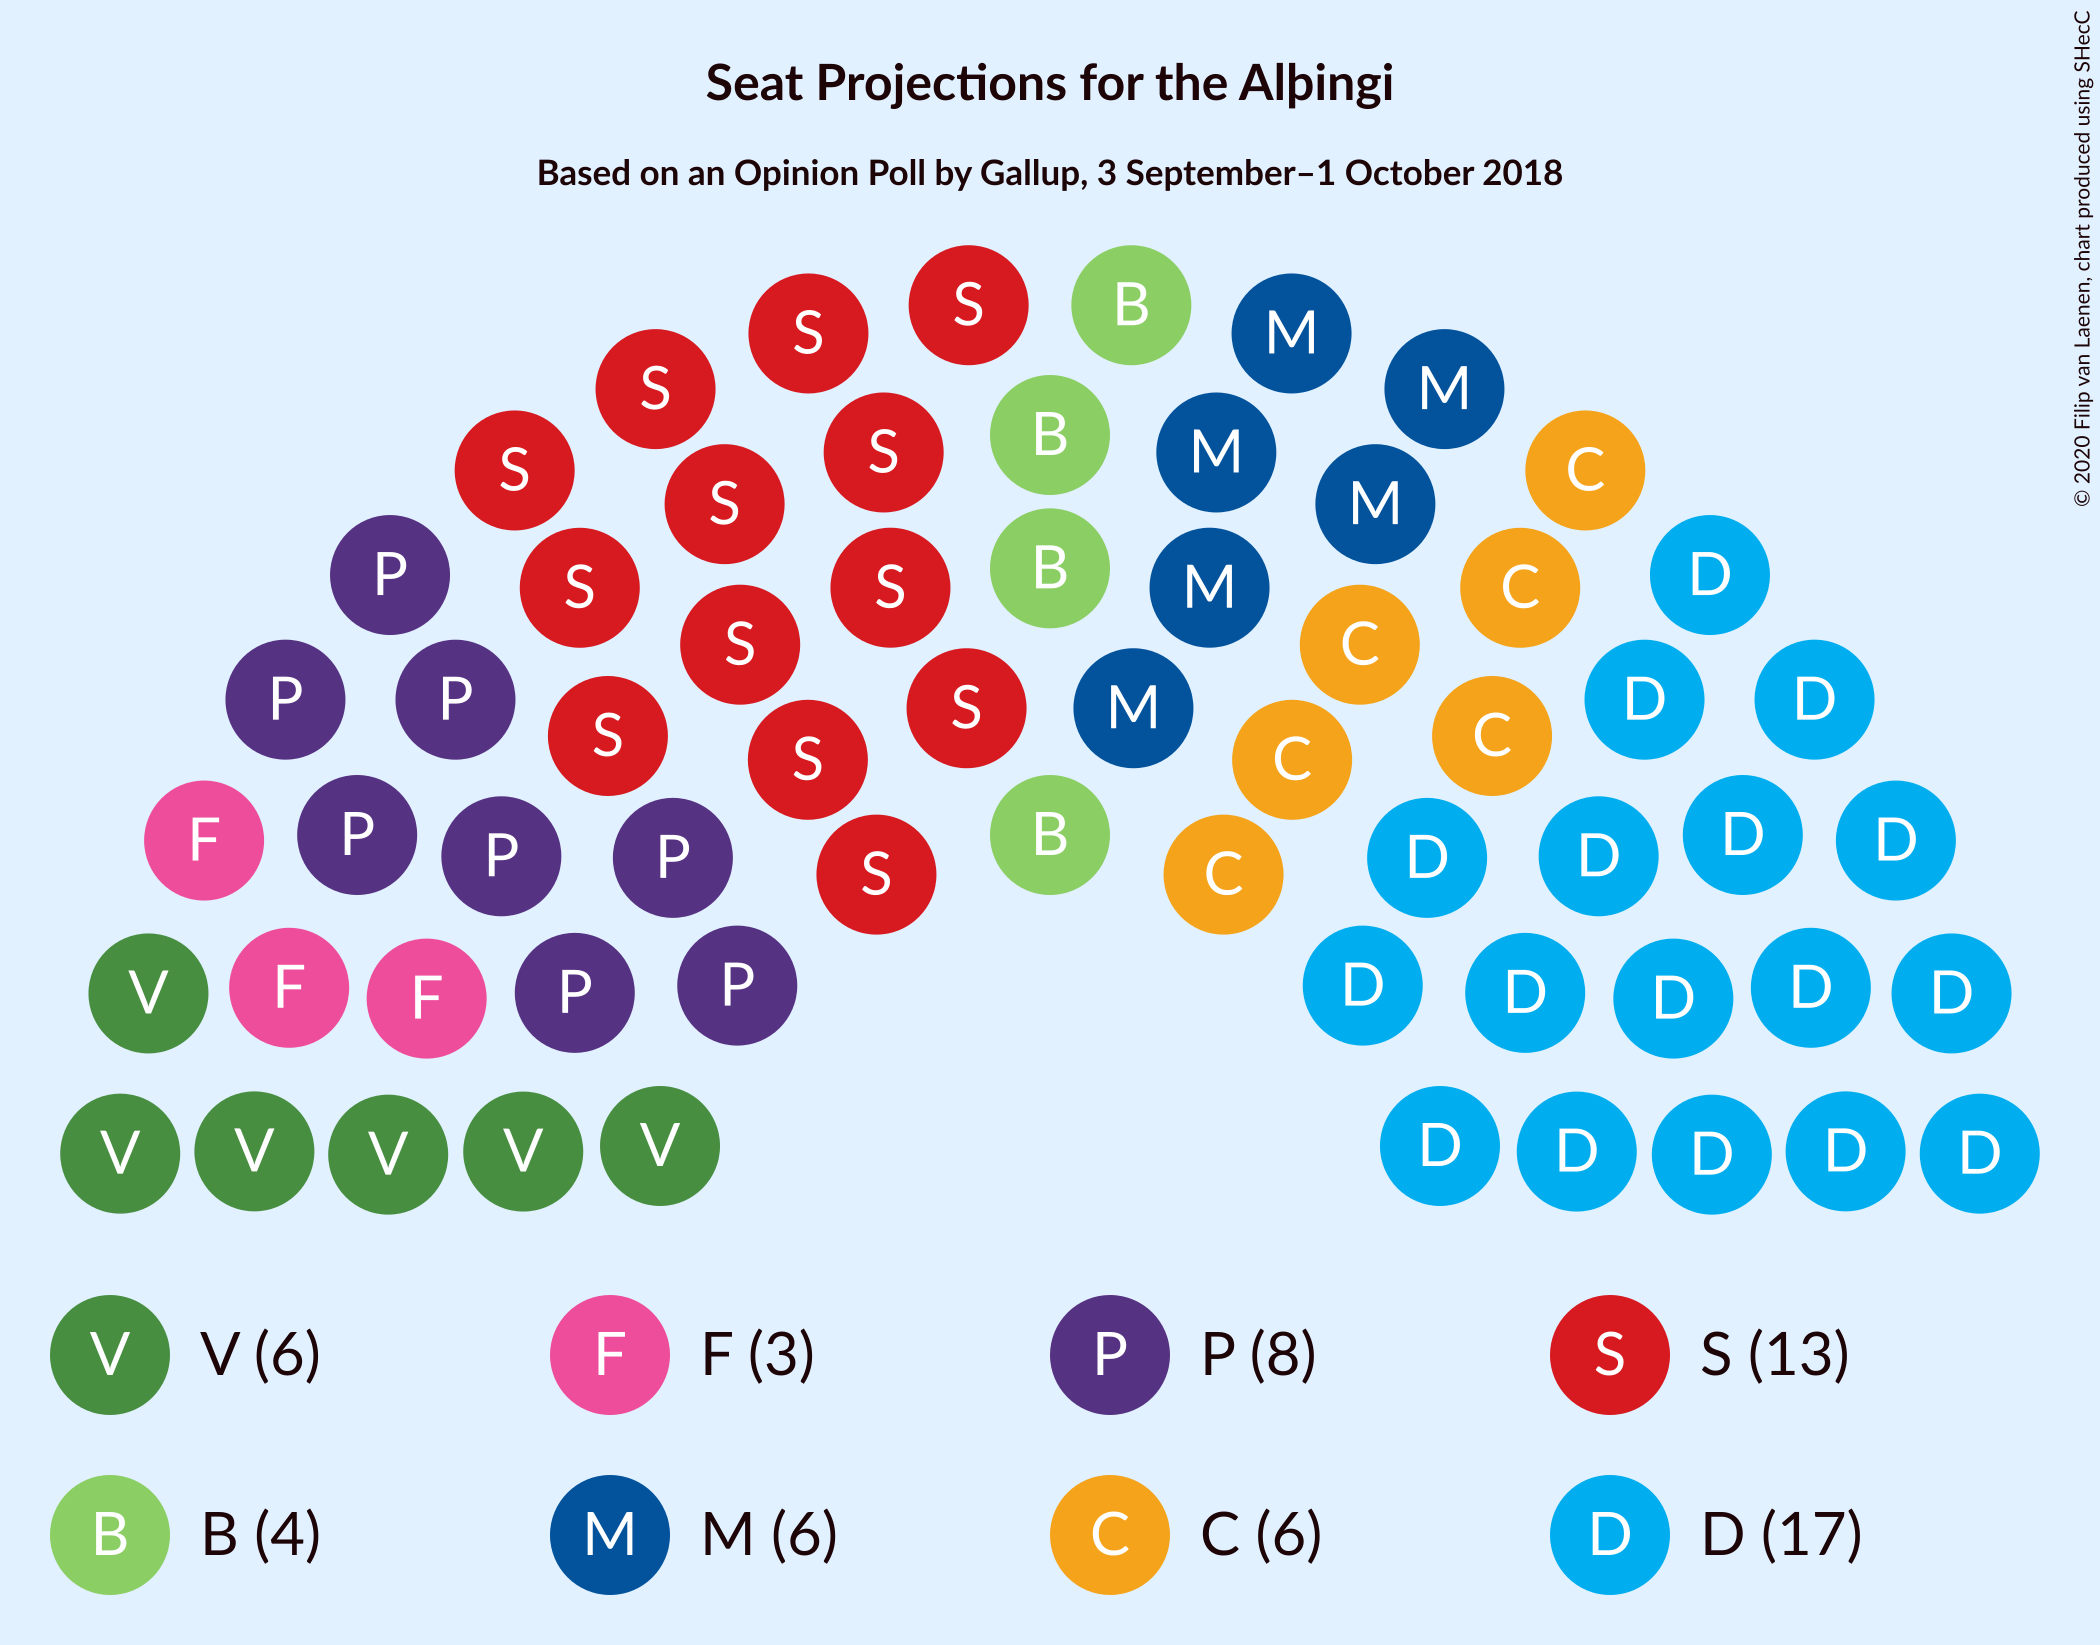 Seat Projections for the Alþingi
Based on an Opinion Poll by Gallup, 3 September–1 October 2018
© 2020 Filip van Laenen, chart produced using SHecC
S B
S M
S M
B
S M
S C
S M
B
S S M C
P D
S C
P P D D
S M
S C
S C
P D
F D
P D
P D
S B C
P P D D
F D
V D
F D
P D
V V V V V D D D D D
V V (6) F F (3) P P (8) S S (13)
B B (4) M M (6) C C (6) D D (17)